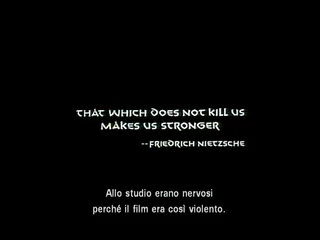 THAT WHICH DOES NOT KILL US
MAKES US STRONGER
--FRIEDRICH NIETZSCHE
Allo studio erano nervosi
perché il film era così violento.